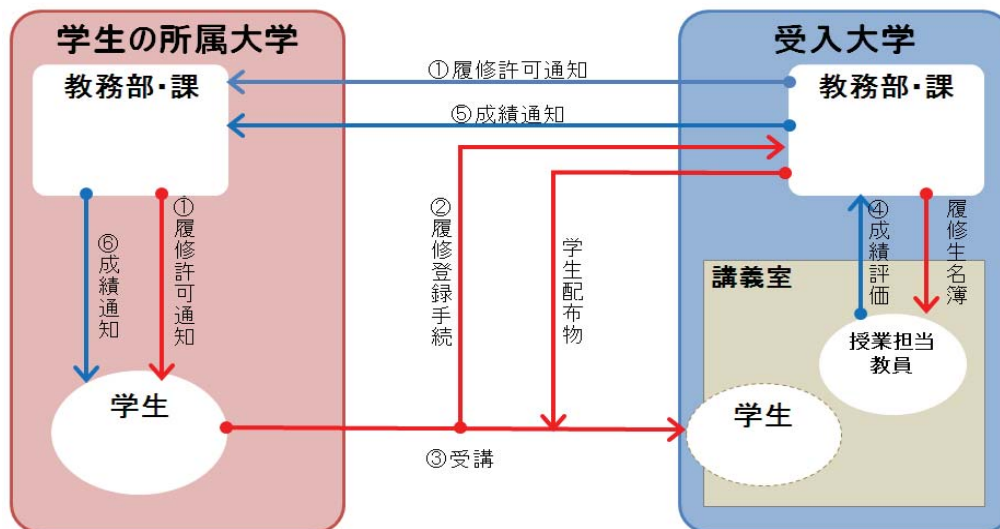 学生の所属大学
受入大学
教務部・課
教務部・課
①履修許可通知
⑤成績通知
⑥成績通知
①履修許可通知
②履修登録手続
学生配布物
④成績評価
履修生名簿
講義室
授業担当
教員
学生
学生
③受講